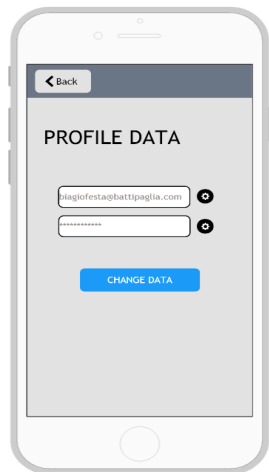 Back
PROFILE DATA
biagiofesta@battipaglia.com
************
CHANGE DATA